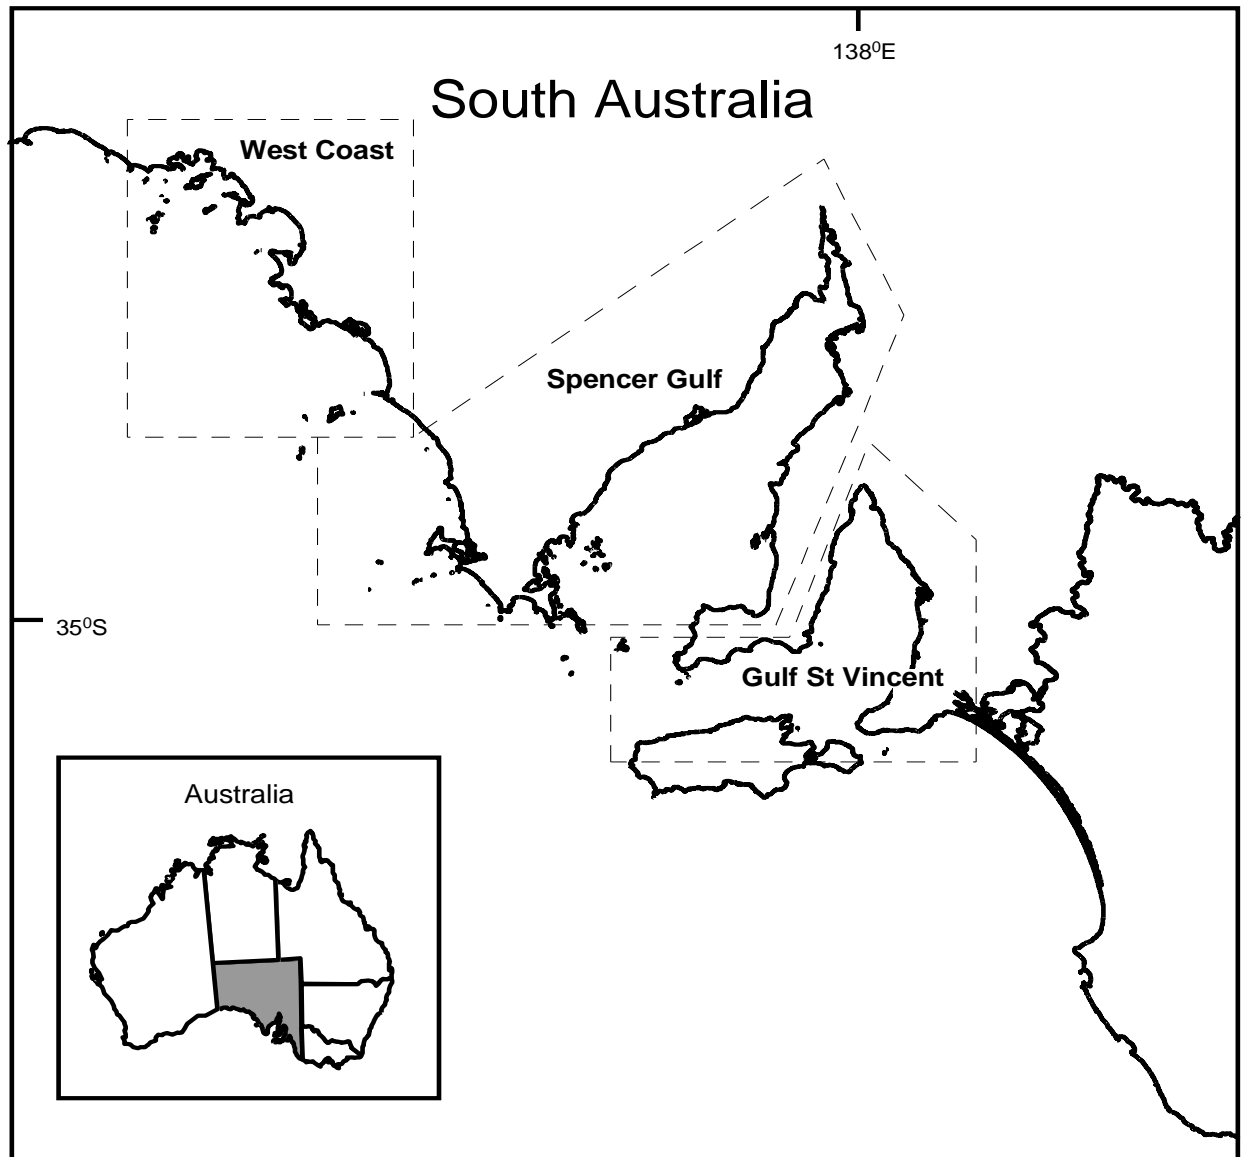 138⁰E
South Australia
West Coast
Spencer Gulf
35⁰S
Gulf St Vincent
Australia